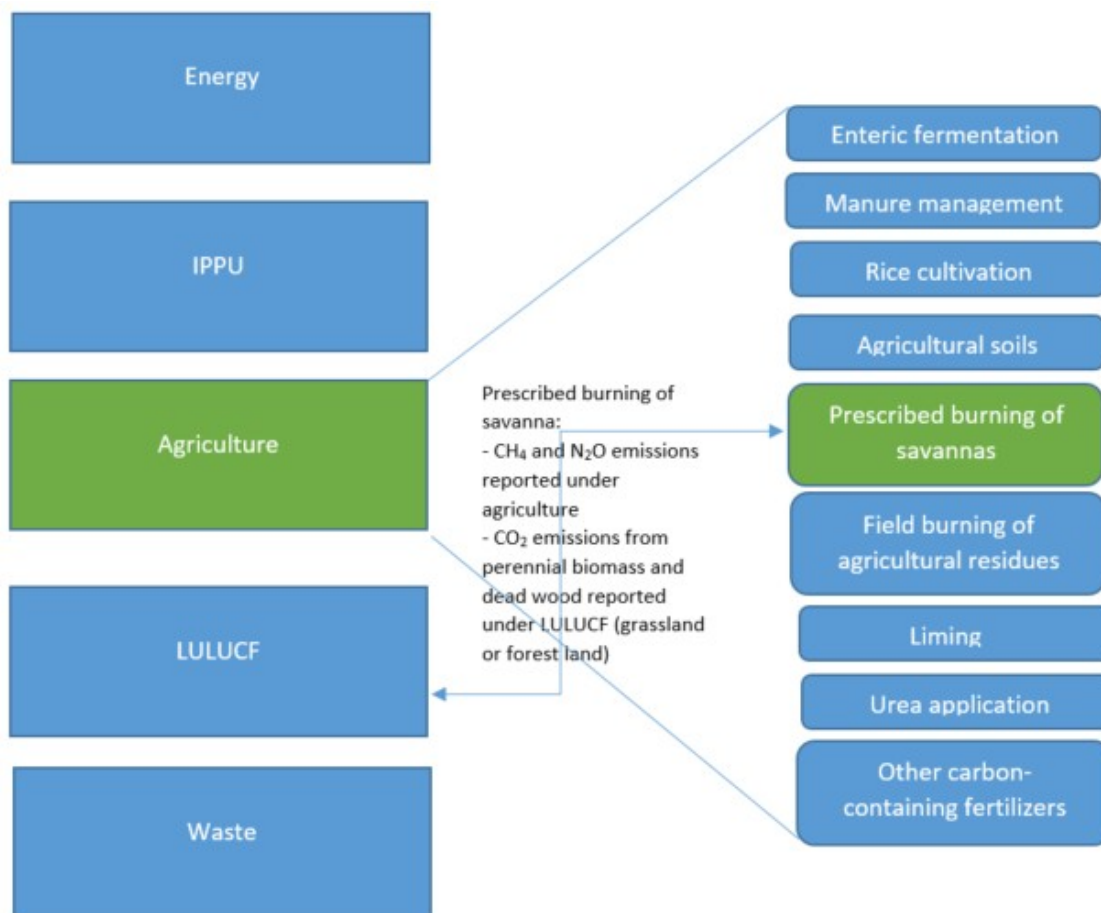 Energy
IPPU
Agriculture
LULUCF
Waste
Prescribed burning of
savanna:
- CH₄ and N₂O emissions
reported under
agriculture
- CO₂ emissions from
perennial biomass and
dead wood reported
under LULUCF (grassland
or forest land)
Enteric fermentation
Manure management
Rice cultivation
Agricultural soils
Prescribed burning of
savannas
Field burning of
agricultural residues
Liming
Urea application
Other carbon-
containing fertilizers